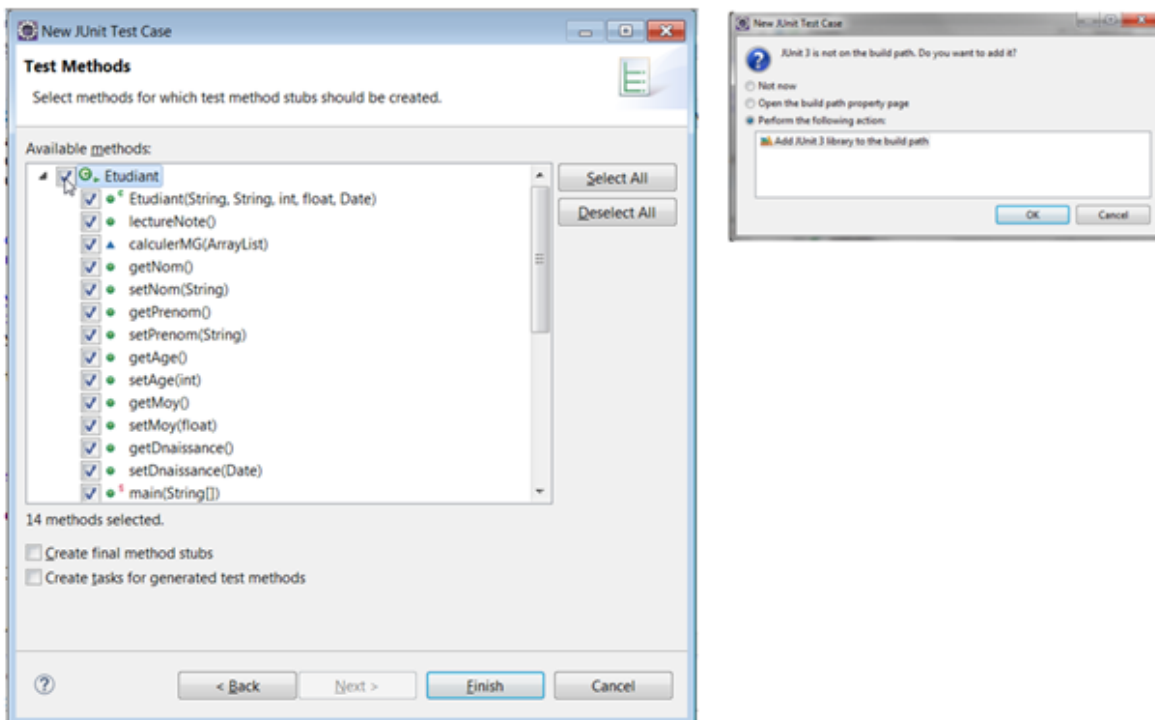 New JUnit Test Case
Test Methods
Select methods for which test method stubs should be created.
Available methods:
Etudiant
Etudiant(String, String, int, float, Date)
lectureNote()
calculerMG(ArrayList)
getNom()
setNom(String)
getPrenom()
setPrenom(String)
getAge()
setAge(int)
getMoy()
setMoy(float)
getDnaissance()
setDnaissance(Date)
main(String[])
Select All
Deselect All
14 methods selected.
Create final method stubs
Create tasks for generated test methods
?
< Back
Next >
Finish
Cancel
New JUnit Test Case
JUnit 3 is not on the build path. Do you want to add it?
Not now
Open the build path property page
Perform the following action:
Add JUnit 3 library to the build path
OK
Cancel